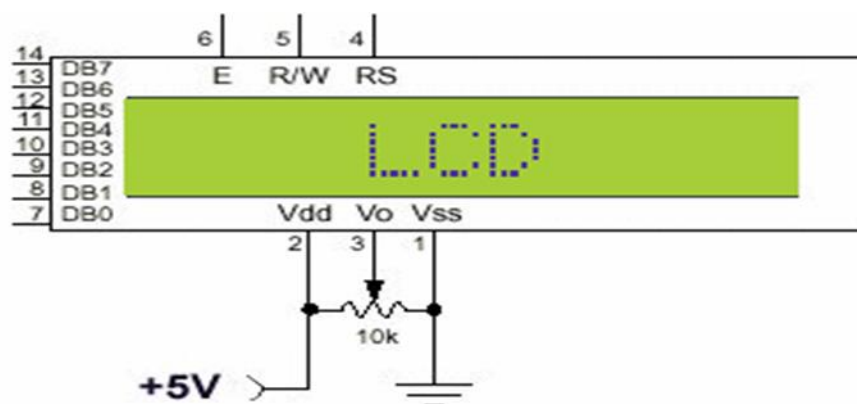 6 5 4
14 DB7 E R/W RS
13 DB6
12 DB5
11 DB4
10 DB3
9 DB2
8 DB1
7 DB0
LCD
Vdd Vo Vss
2 3 1
10k
+5V